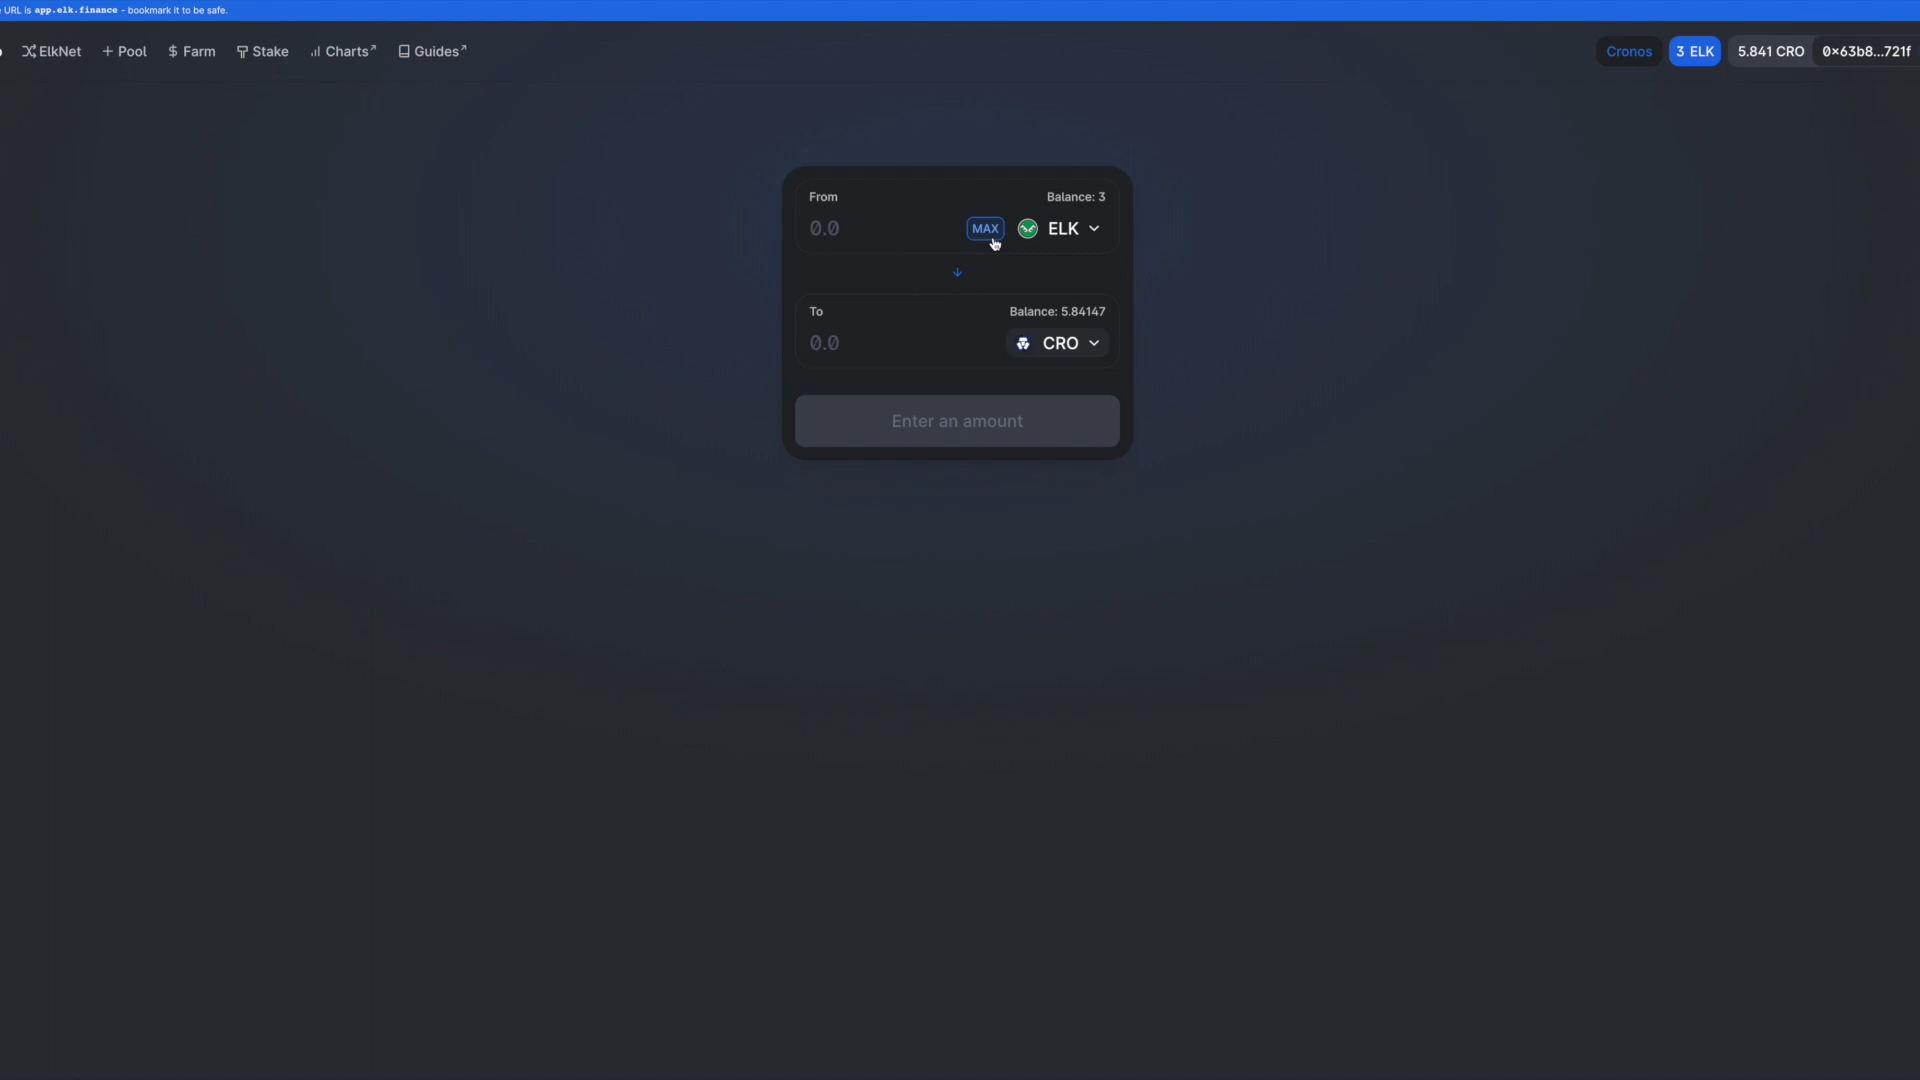 URL is app.elk.finance - bookmark it to be safe.
ElkNet Pool $ Farm Stake Charts↗ Guides↗ Cronos 3 ELK 5.841 CRO 0×63b8...721f
From Balance: 3
0.0 MAX ELK
To Balance: 5.84147
0.0 CRO
Enter an amount